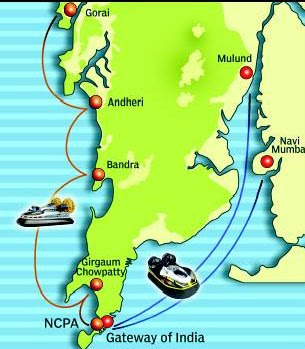 Gorai
Mulund
Andheri
Navi
Mumba
Bandra
Girgaum
Chowpatty
NCPA
Gateway of India